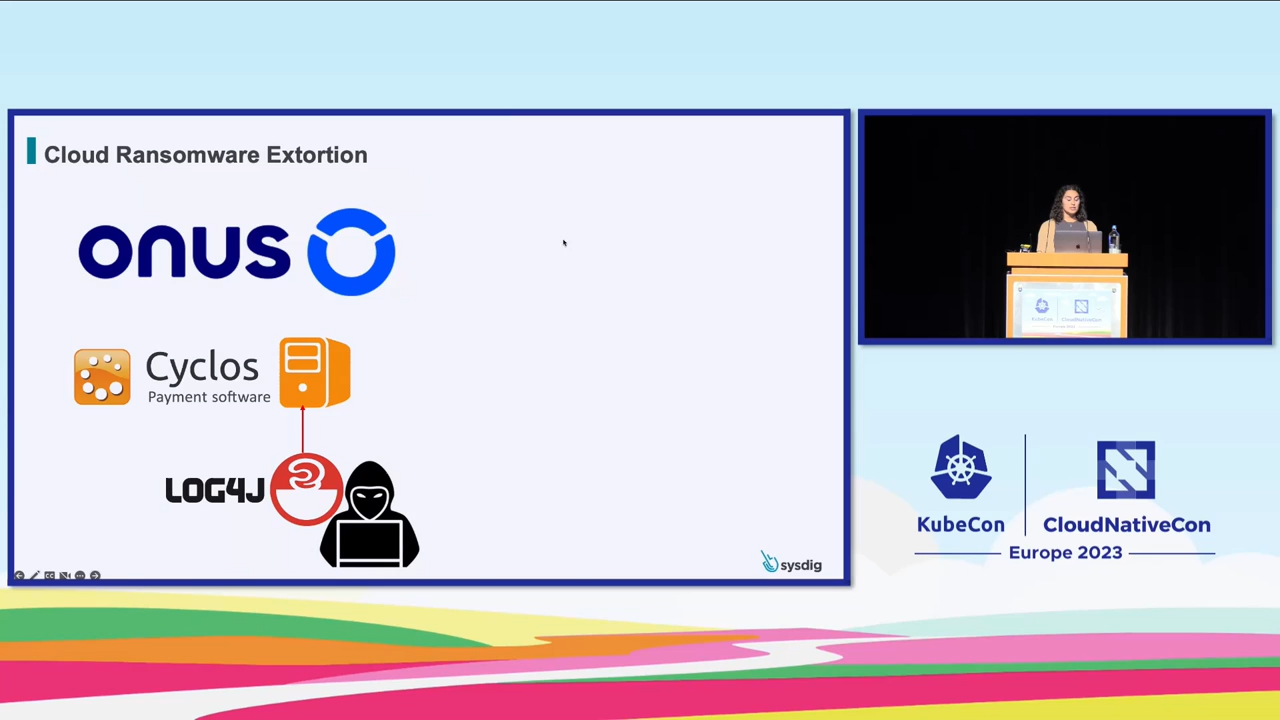 Cloud Ransomware Extortion
onus
Cyclos
Payment software
LOG4J
sysdig
KubeCon
CloudNativeCon
Europe 2023